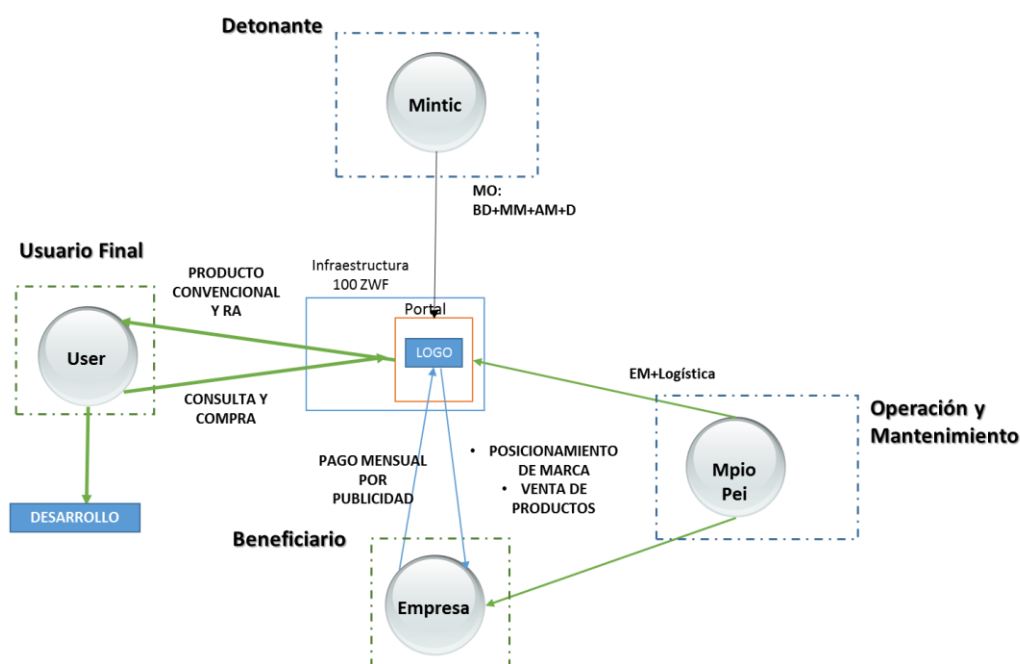 Detonante
Mintic
MO:
BD+MM+AM+D
Usuario Final
PRODUCTO
CONVENCIONAL
Y RA
Infraestructura
100 ZWF
Portal
LOGO
User
CONSULTA Y
COMPRA
EM+Logística
Operación y
Mantenimiento
Mpio
Pei
PAGO MENSUAL
POR
PUBLICIDAD
• POSICIONAMIENTO
DE MARCA
• VENTA DE
PRODUCTOS
DESARROLLO
Beneficiario
Empresa